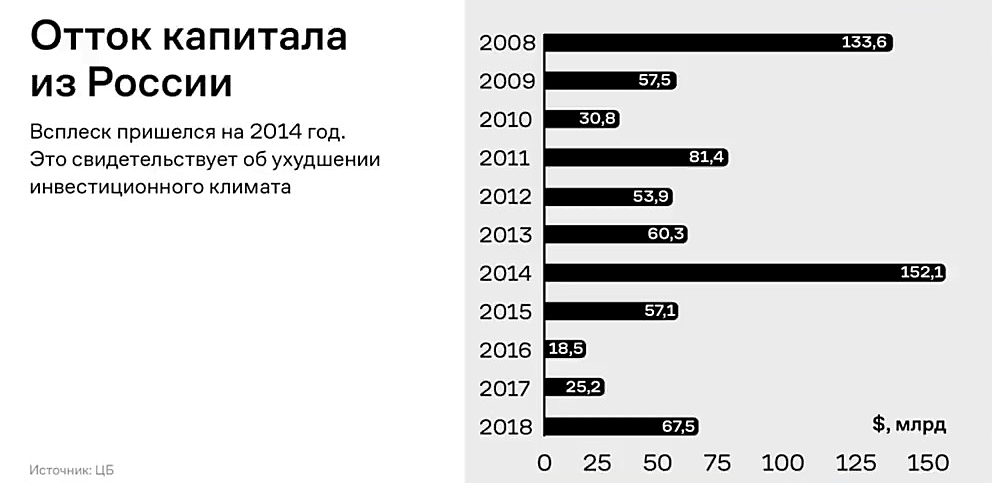 Отток капитала
из России
Всплеск пришелся на 2014 год.
Это свидетельствует об ухудшении
инвестиционного климата
2008 133,6
2009 57,5
2010 30,8
2011 81,4
2012 53,9
2013 60,3
2014 152,1
2015 57,1
2016 18,5
2017 25,2
2018 67,5
$, млрд
0 25 50 75 100 125 150
Источник: ЦБ